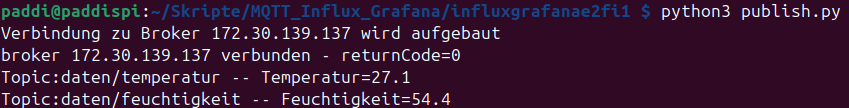 paddi@paddispi:~/Skripte/MQTT_Influx_Grafana/influxgrafanae2fi1 $ python3 publish.py
Verbindung zu Broker 172.30.139.137 wird aufgebaut
broker 172.30.139.137 verbunden - returnCode=0
Topic:daten/temperatur -- Temperatur=27.1
Topic:daten/feuchtigkeit -- Feuchtigkeit=54.4